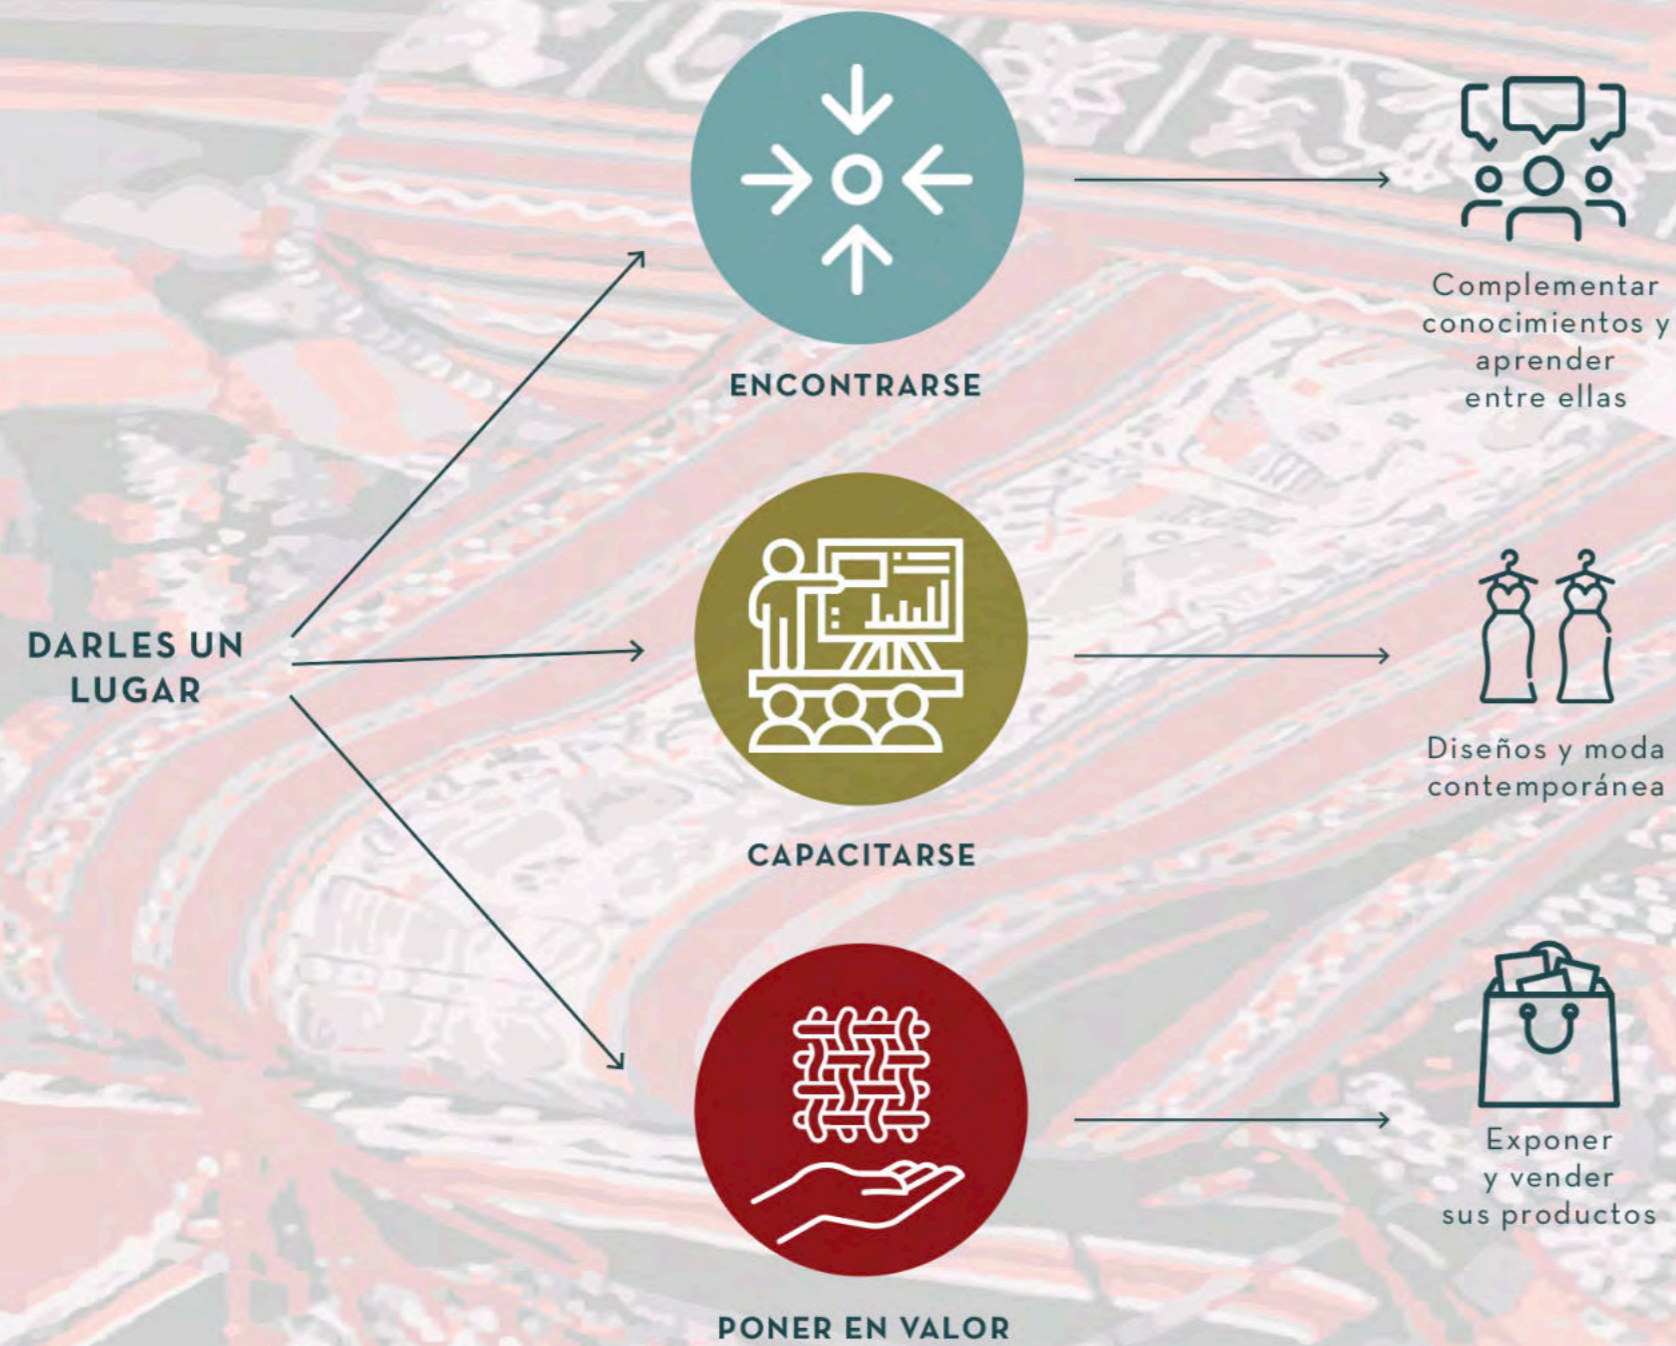 DARLES UN
LUGAR
ENCONTRARSE
Complementar
conocimientos y
aprender
entre ellas
CAPACITARSE
Diseños y moda
contemporánea
PONER EN VALOR
Exponer
y vender
sus productos